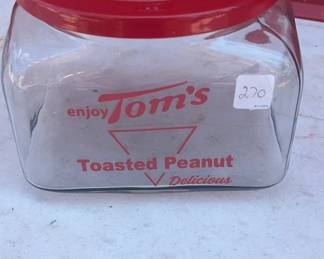 enjoy Tom's
270
Toasted Peanut
Delicious